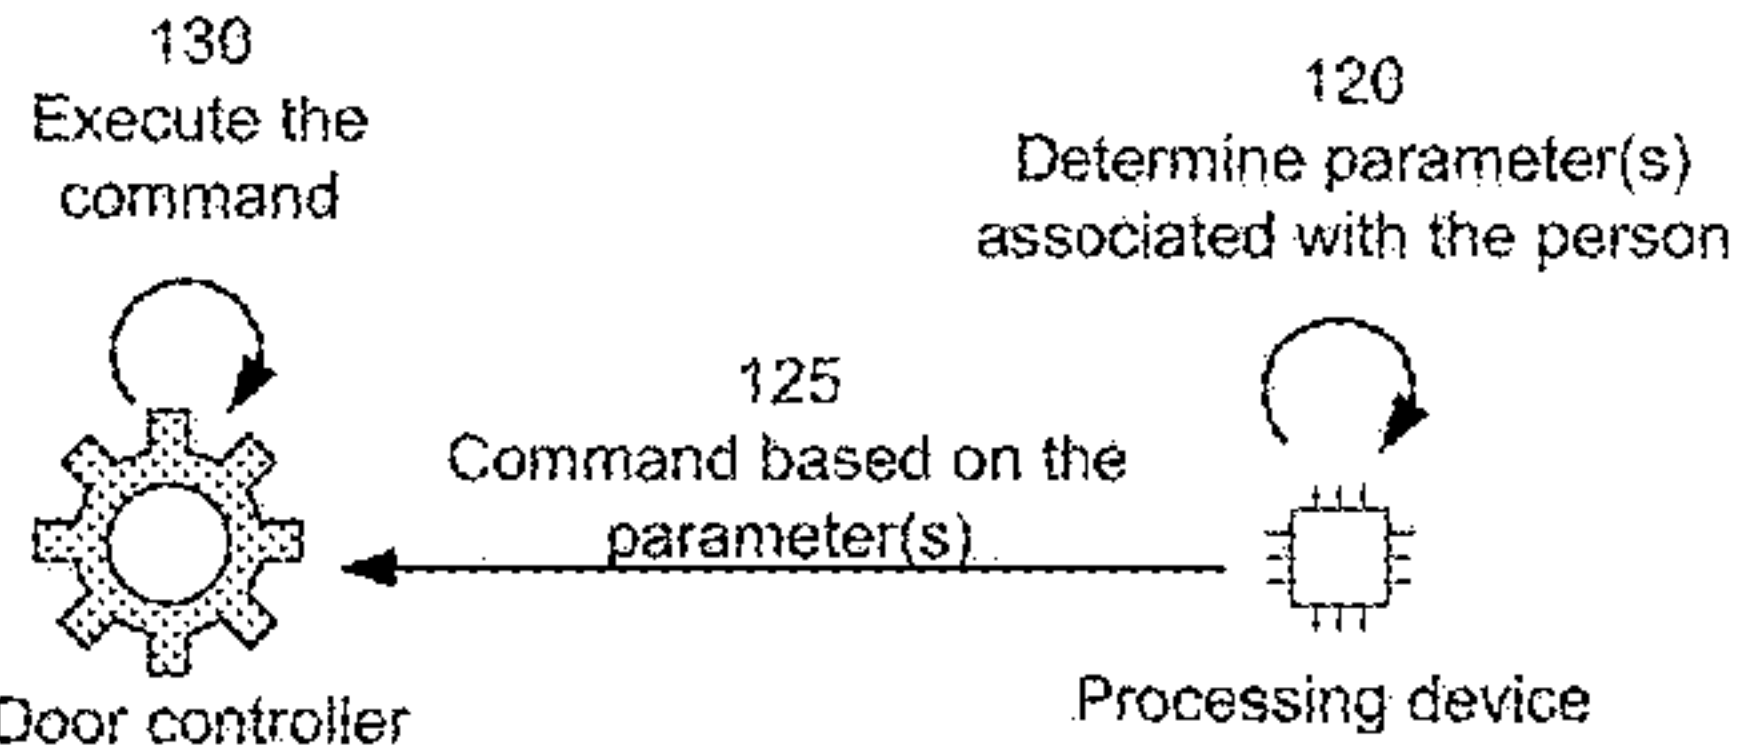 130
Execute the
command
120
Determine parameter(s)
associated with the person
125
Command based on the
parameter(s)
Door controller
Processing device